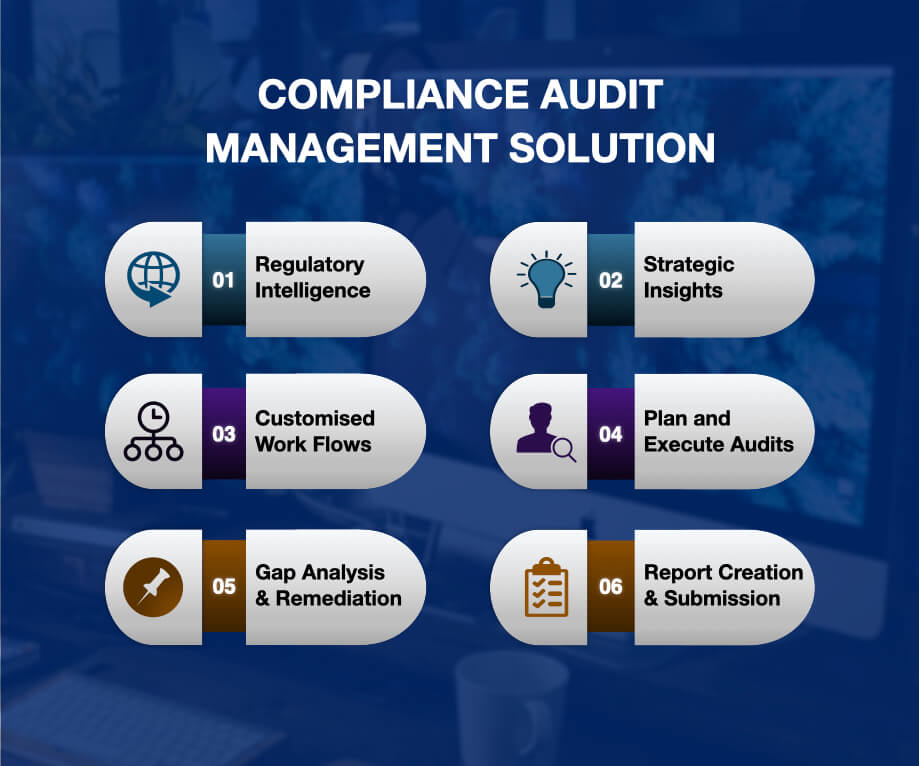 COMPLIANCE AUDIT
MANAGEMENT SOLUTION
01
Regulatory
Intelligence
02
Strategic
Insights
03
Customised
Work Flows
04
Plan and
Execute Audits
05
Gap Analysis
& Remediation
06
Report Creation
& Submission